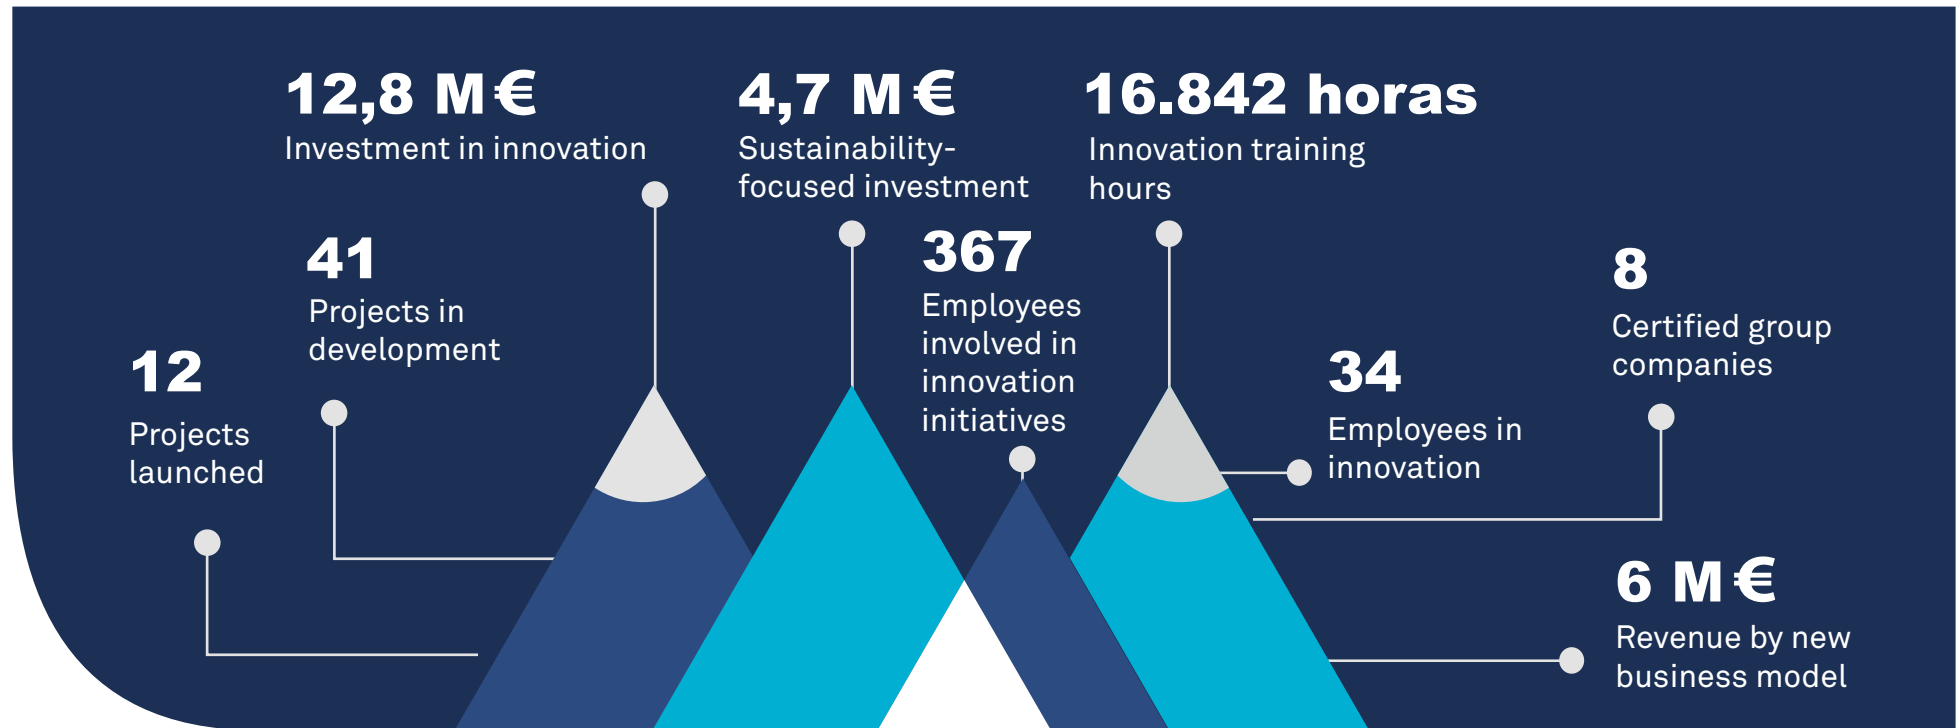 12,8 M€
Investment in innovation
4,7 M€
Sustainability-
focused investment
16.842 horas
Innovation training
hours
41
Projects in
development
367
Employees
involved in
innovation
initiatives
8
Certified group
companies
12
Projects
launched
34
Employees in
innovation
6 M€
Revenue by new
business model